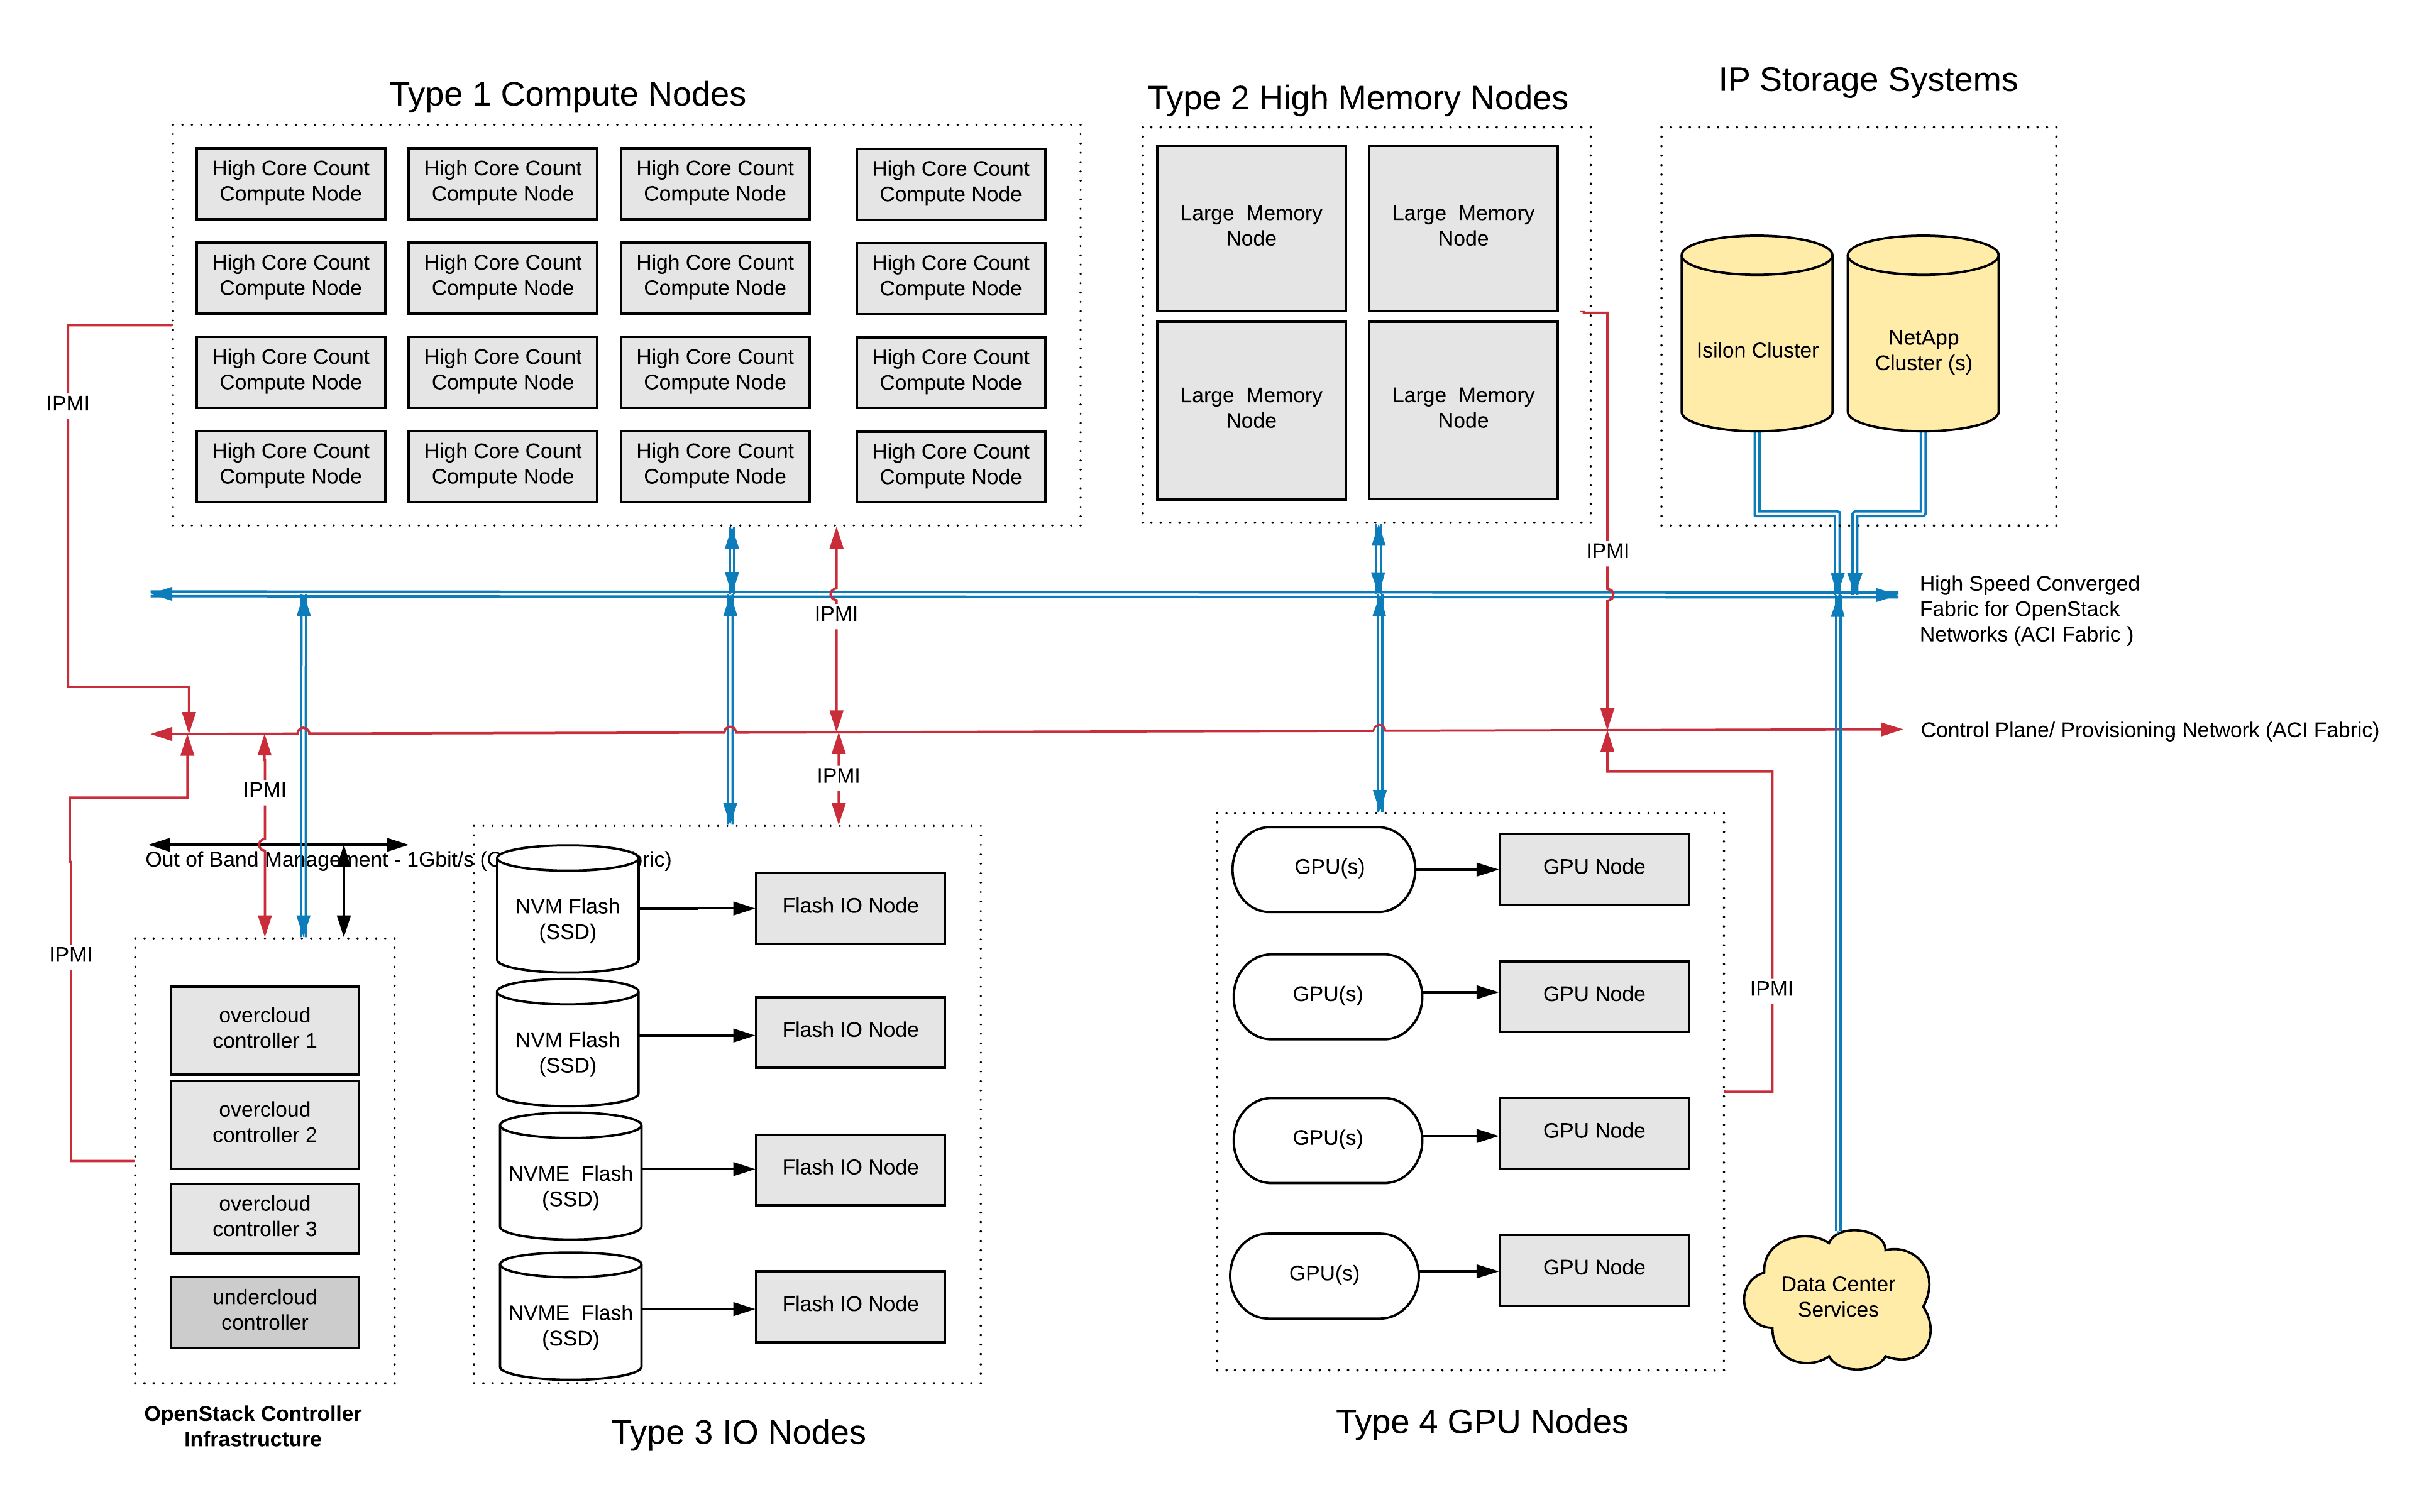 Type 1 Compute Nodes
Type 2 High Memory Nodes
IP Storage Systems
High Core Count
Compute Node
High Core Count
Compute Node
High Core Count
Compute Node
High Core Count
Compute Node
High Core Count
Compute Node
High Core Count
Compute Node
High Core Count
Compute Node
High Core Count
Compute Node
High Core Count
Compute Node
High Core Count
Compute Node
High Core Count
Compute Node
High Core Count
Compute Node
High Core Count
Compute Node
High Core Count
Compute Node
High Core Count
Compute Node
High Core Count
Compute Node
Large Memory
Node
Large Memory
Node
Large Memory
Node
Large Memory
Node
Isilon Cluster
NetApp
Cluster (s)
IPMI
IPMI
IPMI
High Speed Converged
Fabric for OpenStack
Networks (ACI Fabric )
Control Plane/ Provisioning Network (ACI Fabric)
IPMI
IPMI
Out of Band Management - 1Gbit/s
IPMI
overcloud
controller 1
overcloud
controller 2
overcloud
controller 3
undercloud
controller
OpenStack Controller
Infrastructure
NVM Flash
(SSD)
Flash IO Node
NVM Flash
(SSD)
Flash IO Node
NVME Flash
(SSD)
Flash IO Node
NVME Flash
(SSD)
Flash IO Node
Type 3 IO Nodes
GPU(s)
GPU Node
GPU(s)
GPU Node
GPU(s)
GPU Node
GPU(s)
GPU Node
Type 4 GPU Nodes
IPMI
Data Center
Services